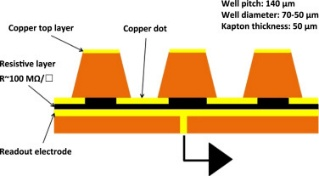 Well pitch: 140 µm
Well diameter: 70-50 µm
Kapton thickness: 50 µm
Copper top layer
Copper dot
Resistive layer
R~100 MΩ/□
Readout electrode